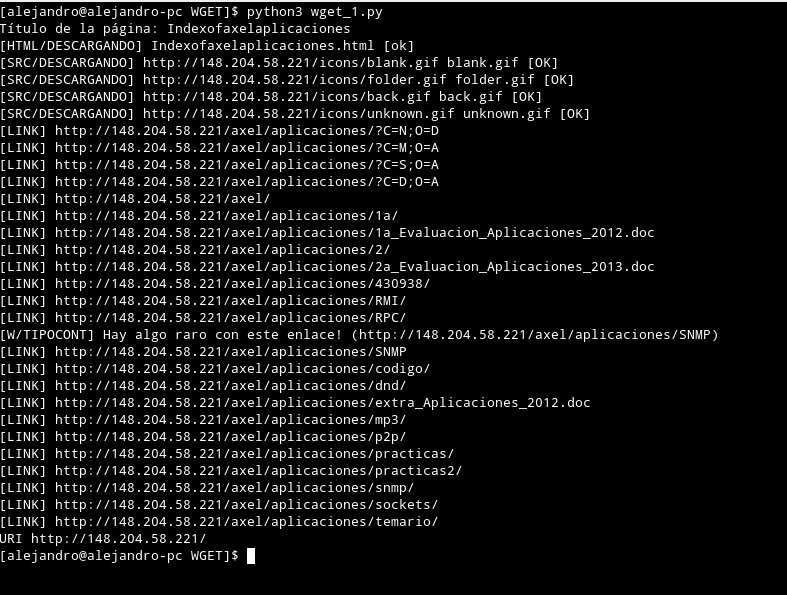 [alejandro@alejandro-pc WGET]$ python3 wget_1.py
Título de la página: Indexofaxelaplicaciones
[HTML/DESCARGANDO] Indexofaxelaplicaciones.html [ok]
[SRC/DESCARGANDO] http://148.204.58.221/icons/blank.gif blank.gif [OK]
[SRC/DESCARGANDO] http://148.204.58.221/icons/folder.gif folder.gif [OK]
[SRC/DESCARGANDO] http://148.204.58.221/icons/back.gif back.gif [OK]
[SRC/DESCARGANDO] http://148.204.58.221/icons/unknown.gif unknown.gif [OK]
[LINK] http://148.204.58.221/axel/aplicaciones/?C=N;O=D
[LINK] http://148.204.58.221/axel/aplicaciones/?C=M;O=A
[LINK] http://148.204.58.221/axel/aplicaciones/?C=S;O=A
[LINK] http://148.204.58.221/axel/aplicaciones/?C=D;O=A
[LINK] http://148.204.58.221/axel/
[LINK] http://148.204.58.221/axel/aplicaciones/1a/
[LINK] http://148.204.58.221/axel/aplicaciones/1a_Evaluacion_Aplicaciones_2012.doc
[LINK] http://148.204.58.221/axel/aplicaciones/2/
[LINK] http://148.204.58.221/axel/aplicaciones/2a_Evaluacion_Aplicaciones_2013.doc
[LINK] http://148.204.58.221/axel/aplicaciones/430938/
[LINK] http://148.204.58.221/axel/aplicaciones/RMI/
[LINK] http://148.204.58.221/axel/aplicaciones/RPC/
[W/TIPOCONT] Hay algo raro con este enlace! (http://148.204.58.221/axel/aplicaciones/SNMP)
[LINK] http://148.204.58.221/axel/aplicaciones/SNMP
[LINK] http://148.204.58.221/axel/aplicaciones/codigo/
[LINK] http://148.204.58.221/axel/aplicaciones/dnd/
[LINK] http://148.204.58.221/axel/aplicaciones/extra_Aplicaciones_2012.doc
[LINK] http://148.204.58.221/axel/aplicaciones/mp3/
[LINK] http://148.204.58.221/axel/aplicaciones/p2p/
[LINK] http://148.204.58.221/axel/aplicaciones/practicas/
[LINK] http://148.204.58.221/axel/aplicaciones/practicas2/
[LINK] http://148.204.58.221/axel/aplicaciones/snmp/
[LINK] http://148.204.58.221/axel/aplicaciones/sockets/
[LINK] http://148.204.58.221/axel/aplicaciones/temario/
URI http://148.204.58.221/
[alejandro@alejandro-pc WGET]$